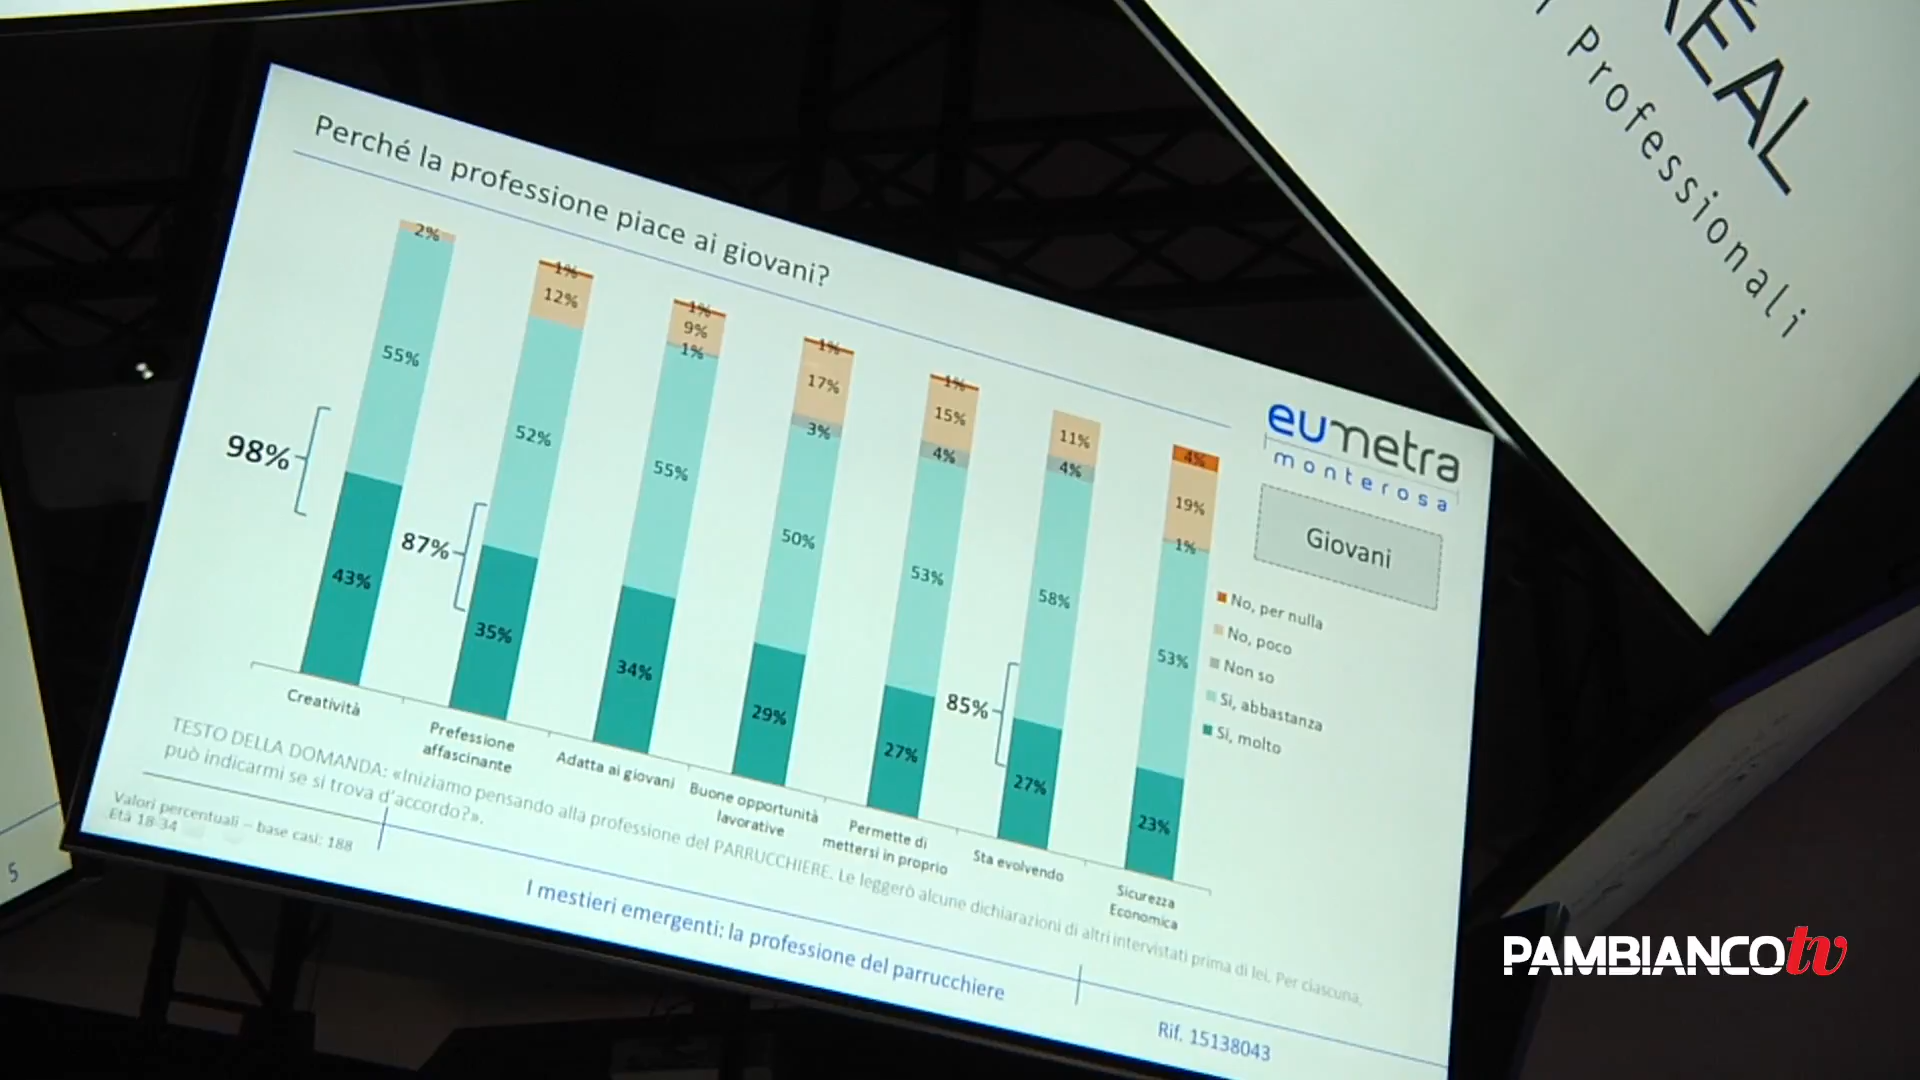 RÉAL
Professionali
Perché la professione piace ai giovani?
eumetra
monterosa
Giovani
2%
55%
43%
98%
1%
12%
52%
35%
87%
1%
9%
1%
55%
34%
1%
17%
3%
50%
29%
1%
15%
4%
53%
27%
11%
4%
58%
27%
85%
4%
19%
1%
53%
23%
No, per nulla
No, poco
Non so
Si, abbastanza
Si, molto
Creatività
Prefessione
affascinante
Adatta ai giovani
Buone opportunità
lavorative
Permette di
mettersi in proprio
Sta evolvendo
Sicurezza
Economica
TESTO DELLA DOMANDA: «Iniziamo pensando alla professione del PARRUCCHIERE. Le leggerò alcune dichiarazioni di altri intervistati prima di lei. Per ciascuna,
può indicarmi se si trova d'accordo?».
Valori percentuali – base casi: 188
Età 18-34
I mestieri emergenti: la professione del parrucchiere
Rif. 15138043
5
PAMBIANCOtv